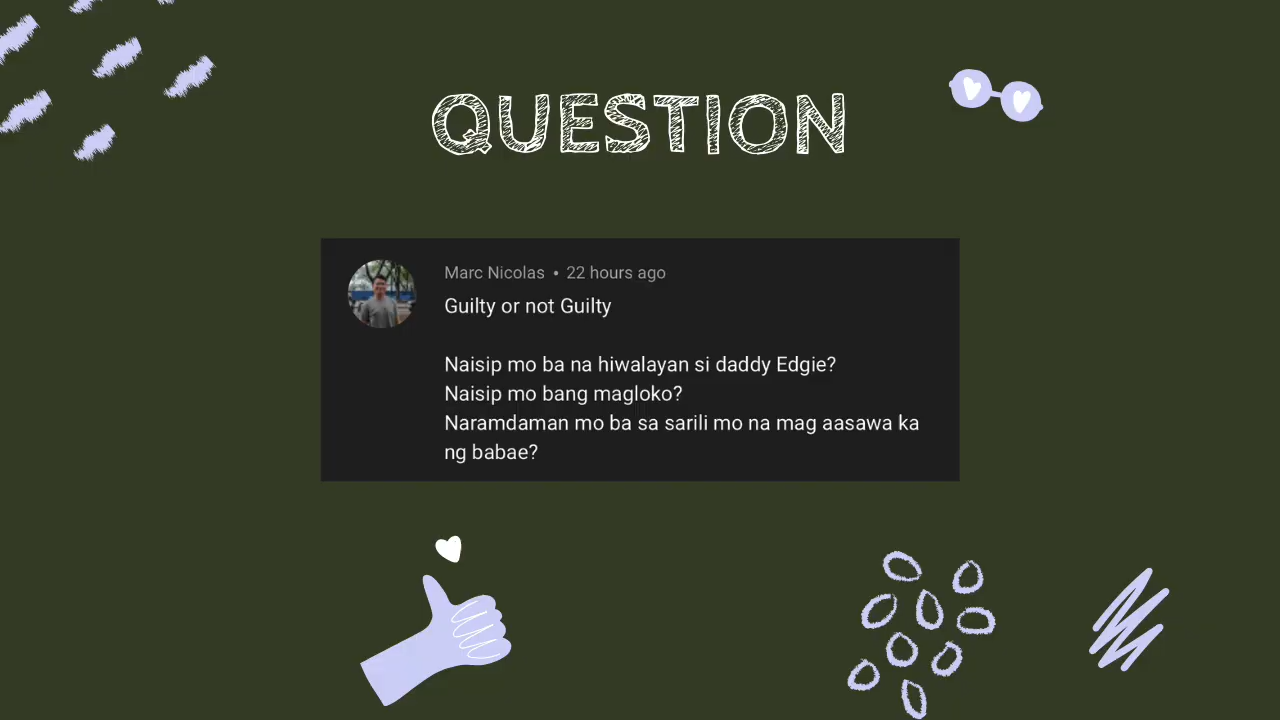 QUESTION
Marc Nicolas • 22 hours ago
Guilty or not Guilty
Naisip mo ba na hiwalayan si daddy Edgie?
Naisip mo bang magloko?
Naramdaman mo ba sa sarili mo na mag aasawa ka
ng babae?